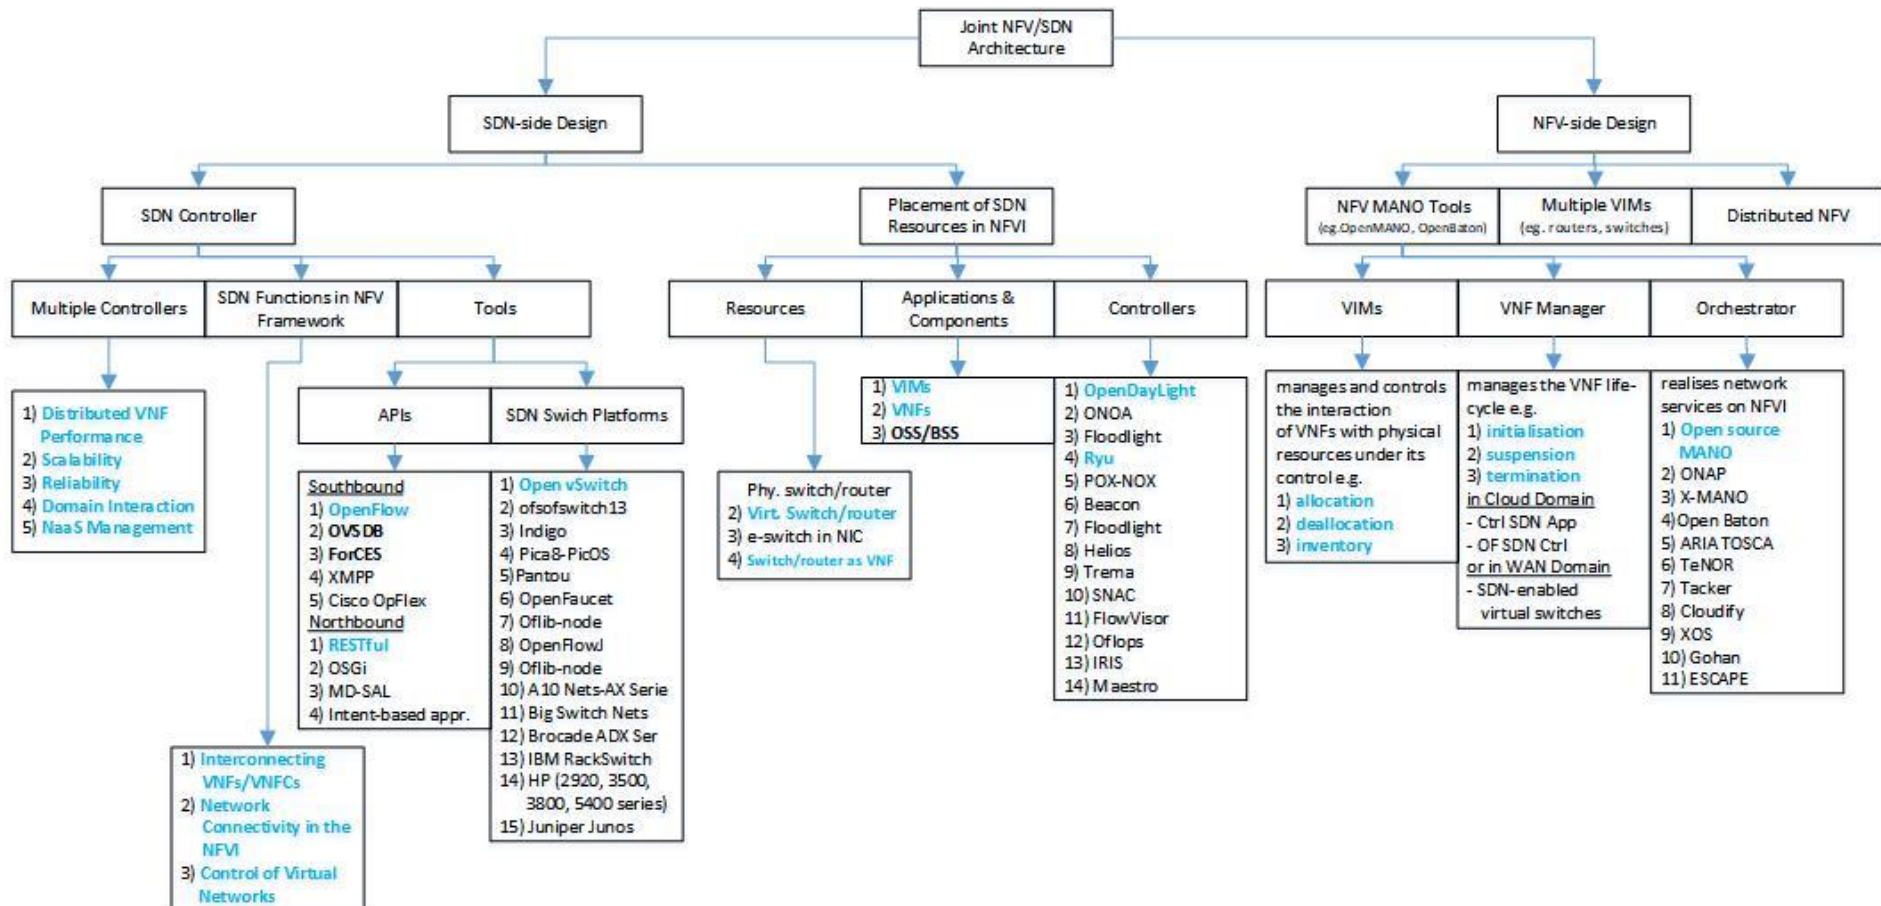 Joint NFV/SDN
Architecture
SDN-side Design
NFV-side Design
SDN Controller
Placement of SDN
Resources in NFVI
NFV MANO Tools
(eg.OpenMANO, OpenBaton)
Multiple VIMs
(eg. routers, switches)
Distributed NFV
Multiple Controllers
SDN Functions in NFV
Framework
Tools
Resources
Applications &
Components
Controllers
VIMs
VNF Manager
Orchestrator
1) Distributed VNF
Performance
2) Scalability
3) Reliability
4) Domain Interaction
5) NaaS Management
APIs
SDN Swich Platforms
Southbound
1) OpenFlow
2) OVSDB
3) ForCES
4) XMPP
5) Cisco OpFlex
Northbound
1) RESTful
2) OSGi
3) MD-SAL
4) Intent-based appr.
1) Open vSwitch
2) ofsofswitch13
3) Indigo
4) Pica8-PicOS
5) Pantou
6) OpenFaucet
7) Oflib-node
8) OpenFlowJ
9) Oflib-node
10) A10 Nets-AX Serie
11) Big Switch Nets
12) Brocade ADX Ser
13) IBM RackSwitch
14) HP (2920, 3500,
3800, 5400 series)
15) Juniper Junos
1) Interconnecting
VNFs/VNFCs
2) Network
Connectivity in the
NFVI
3) Control of Virtual
Networks
Phy. switch/router
2) Virt. Switch/router
3) e-switch in NIC
4) Switch/router as VNF
1) VIMs
2) VNFs
3) OSS/BSS
1) OpenDayLight
2) ONOA
3) Floodlight
4) Ryu
5) POX-NOX
6) Beacon
7) Floodlight
8) Helios
9) Trema
10) SNAC
11) FlowVisor
12) Oflops
13) IRIS
14) Maestro
manages and controls
the interaction
of VNFs with physical
resources under its
control e.g.
1) allocation
2) deallocation
3) inventory
manages the VNF life-
cycle e.g.
1) initialisation
2) suspension
3) termination
in Cloud Domain
- Ctrl SDN App
- OF SDN Ctrl
or in WAN Domain
- SDN-enabled
virtual switches
realises network
services on NFVI
1) Open source
MANO
2) ONAP
3) X-MANO
4) Open Baton
5) ARIA TOSCA
6) TeNOR
7) Tacker
8) Cloudify
9) XOS
10) Gohan
11) ESCAPE